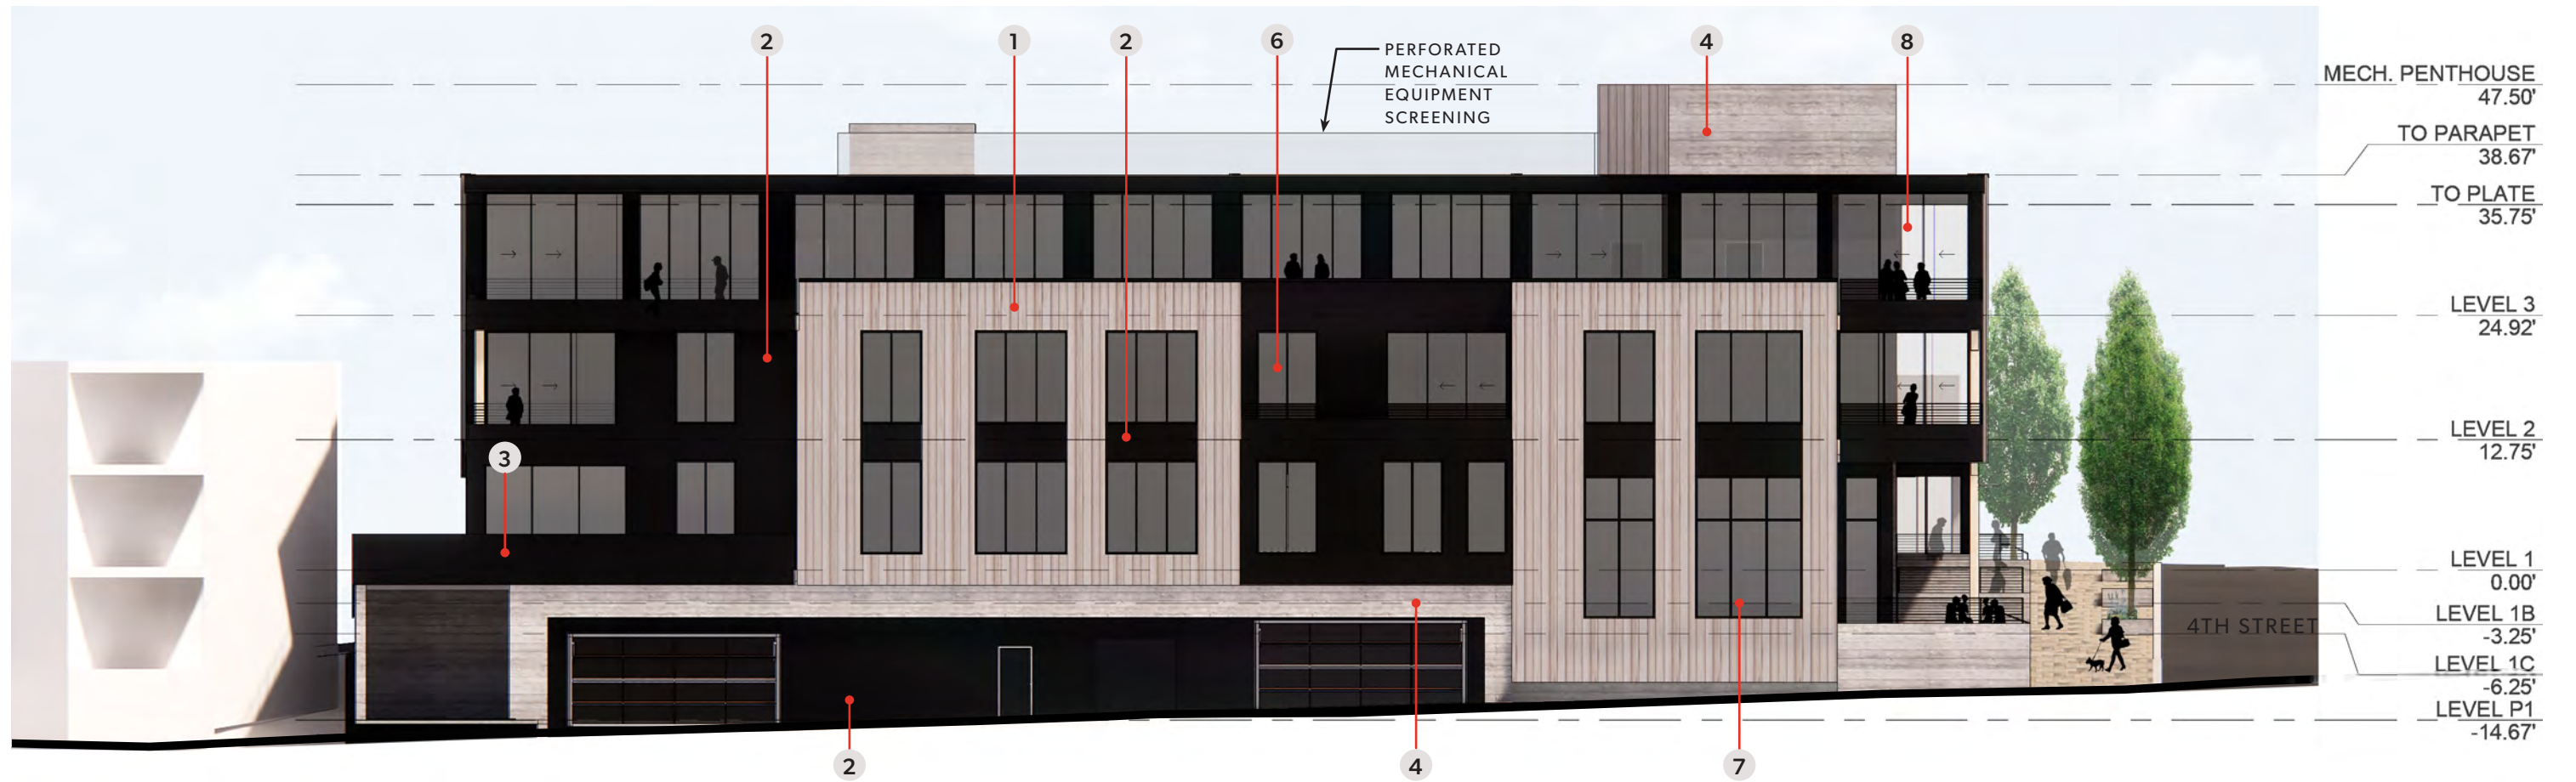 2
1
2
6
PERFORATED
MECHANICAL
EQUIPMENT
SCREENING
4
8
MECH. PENTHOUSE
47.50'
TO PARAPET
38.67'
TO PLATE
35.75'
LEVEL 3
24.92'
LEVEL 2
12.75'
3
LEVEL 1
0.00'
LEVEL 1B
-3.25'
4TH STREET
LEVEL 1C
-6.25'
LEVEL P1
-14.67'
2
4
7